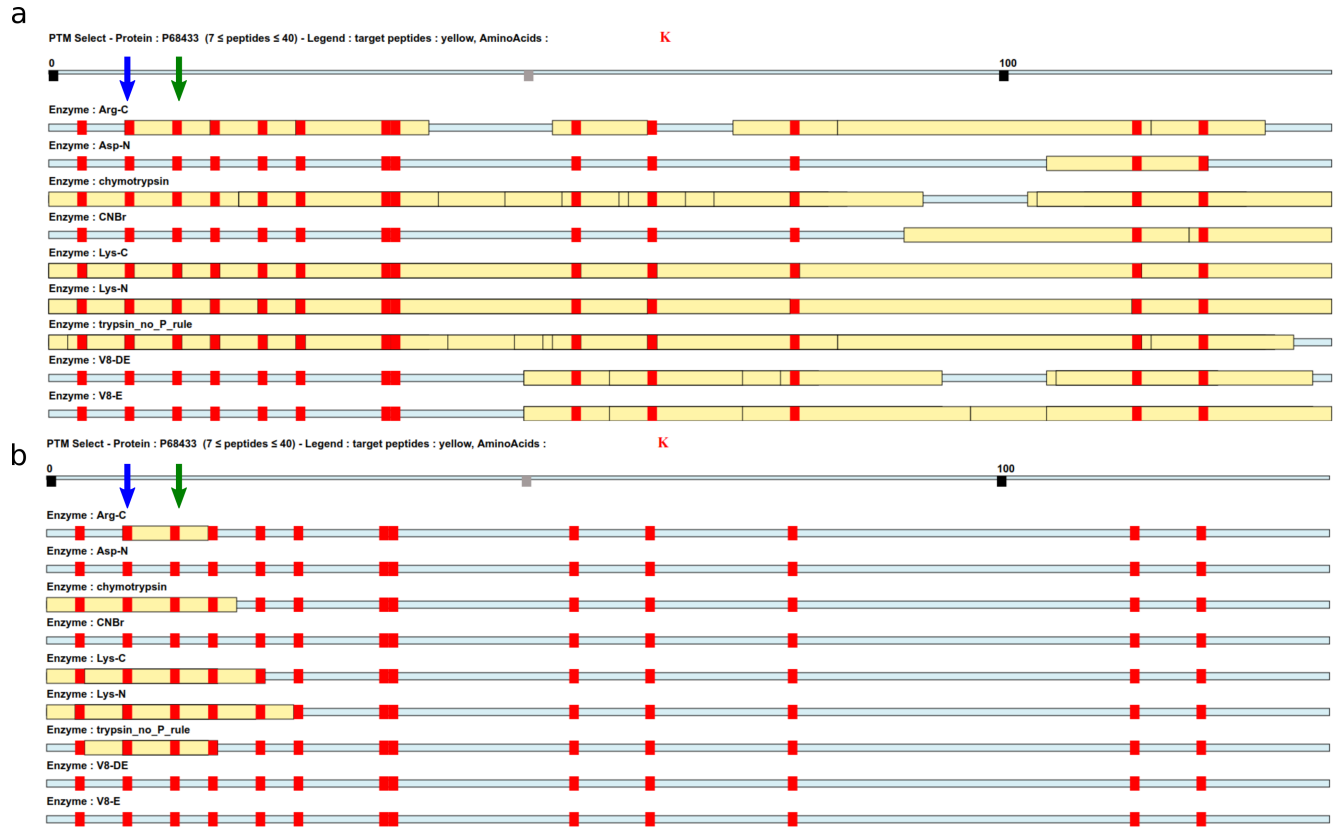 a
PTM Select - Protein : P68433 (7 ≤ peptides ≤ 40) - Legend : target peptides : yellow, AminoAcids : K
0 100
Enzyme : Arg-C
Enzyme : Asp-N
Enzyme : chymotrypsin
Enzyme : CNBr
Enzyme : Lys-C
Enzyme : Lys-N
Enzyme : trypsin_no_P_rule
Enzyme : V8-DE
Enzyme : V8-E
b
PTM Select - Protein : P68433 (7 ≤ peptides ≤ 40) - Legend : target peptides : yellow, AminoAcids : K
0 100
Enzyme : Arg-C
Enzyme : Asp-N
Enzyme : chymotrypsin
Enzyme : CNBr
Enzyme : Lys-C
Enzyme : Lys-N
Enzyme : trypsin_no_P_rule
Enzyme : V8-DE
Enzyme : V8-E